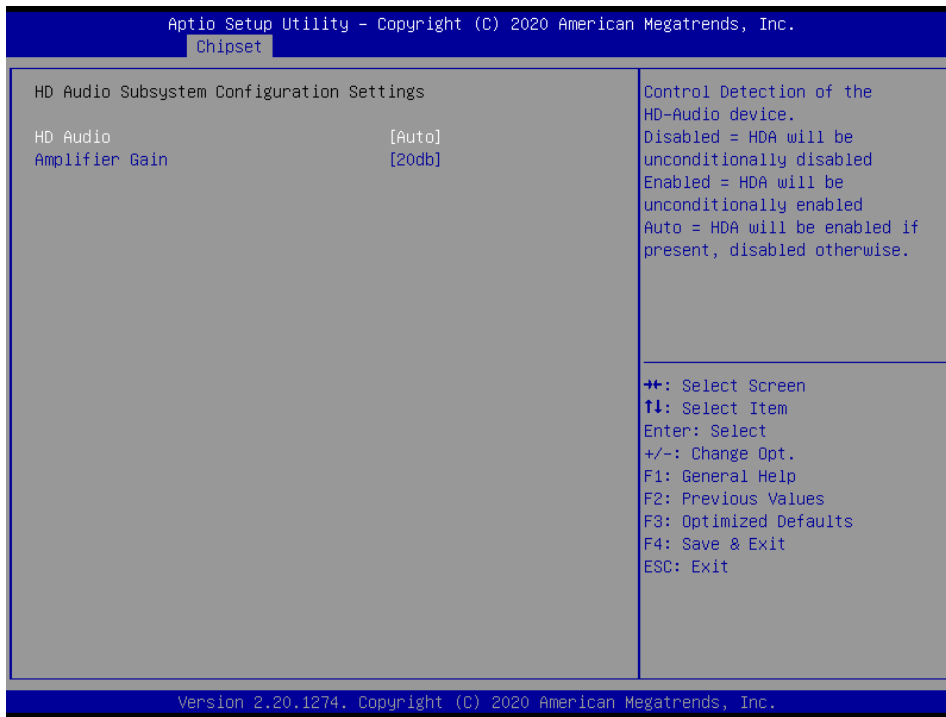 Aptio Setup Utility – Copyright (C) 2020 American Megatrends, Inc.
Chipset
HD Audio Subsystem Configuration Settings
HD Audio [Auto]
Amplifier Gain [20db]
Control Detection of the
HD-Audio device.
Disabled = HDA will be
unconditionally disabled
Enabled = HDA will be
unconditionally enabled
Auto = HDA will be enabled if
present, disabled otherwise.
→←: Select Screen
↑↓: Select Item
Enter: Select
+/-: Change Opt.
F1: General Help
F2: Previous Values
F3: Optimized Defaults
F4: Save & Exit
ESC: Exit
Version 2.20.1274. Copyright (C) 2020 American Megatrends, Inc.